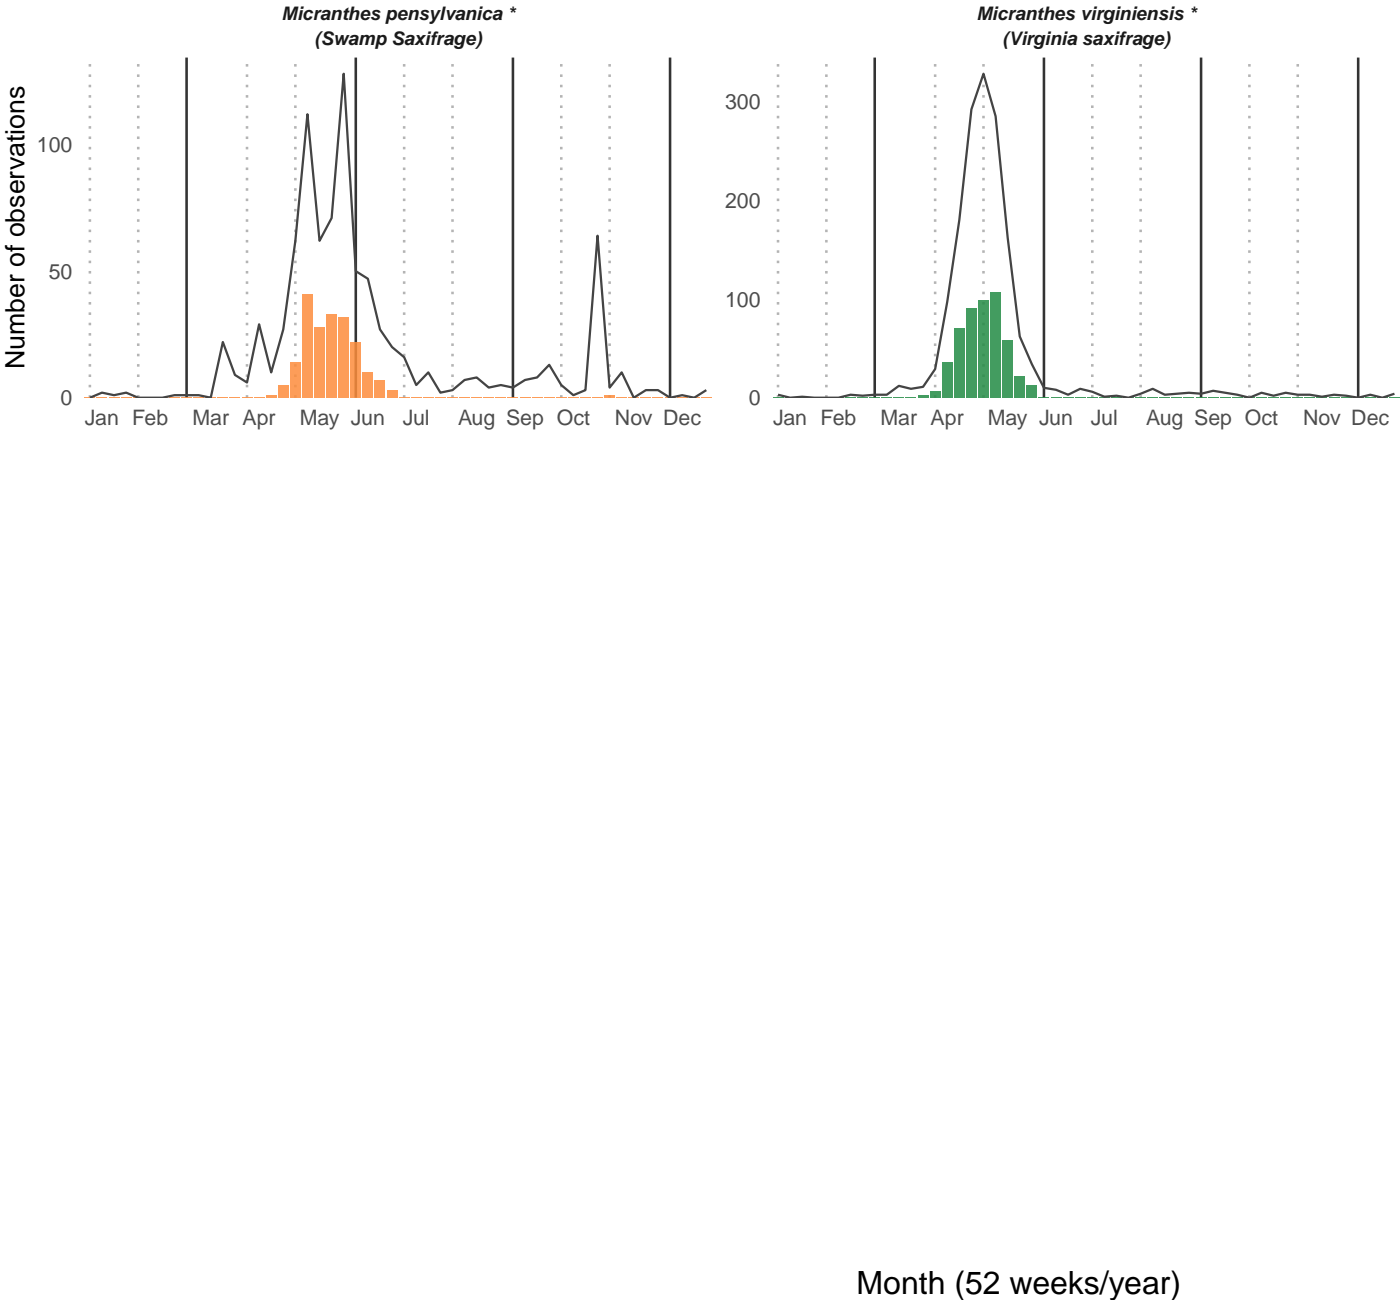 Micranthes pensylvanica *
(Swamp Saxifrage)
Micranthes virginiensis *
(Virginia saxifrage)
Number of observations
100
50
0
Jan Feb Mar Apr May Jun Jul Aug Sep Oct Nov Dec
300
200
100
0
Jan Feb Mar Apr May Jun Jul Aug Sep Oct Nov Dec
Month (52 weeks/year)